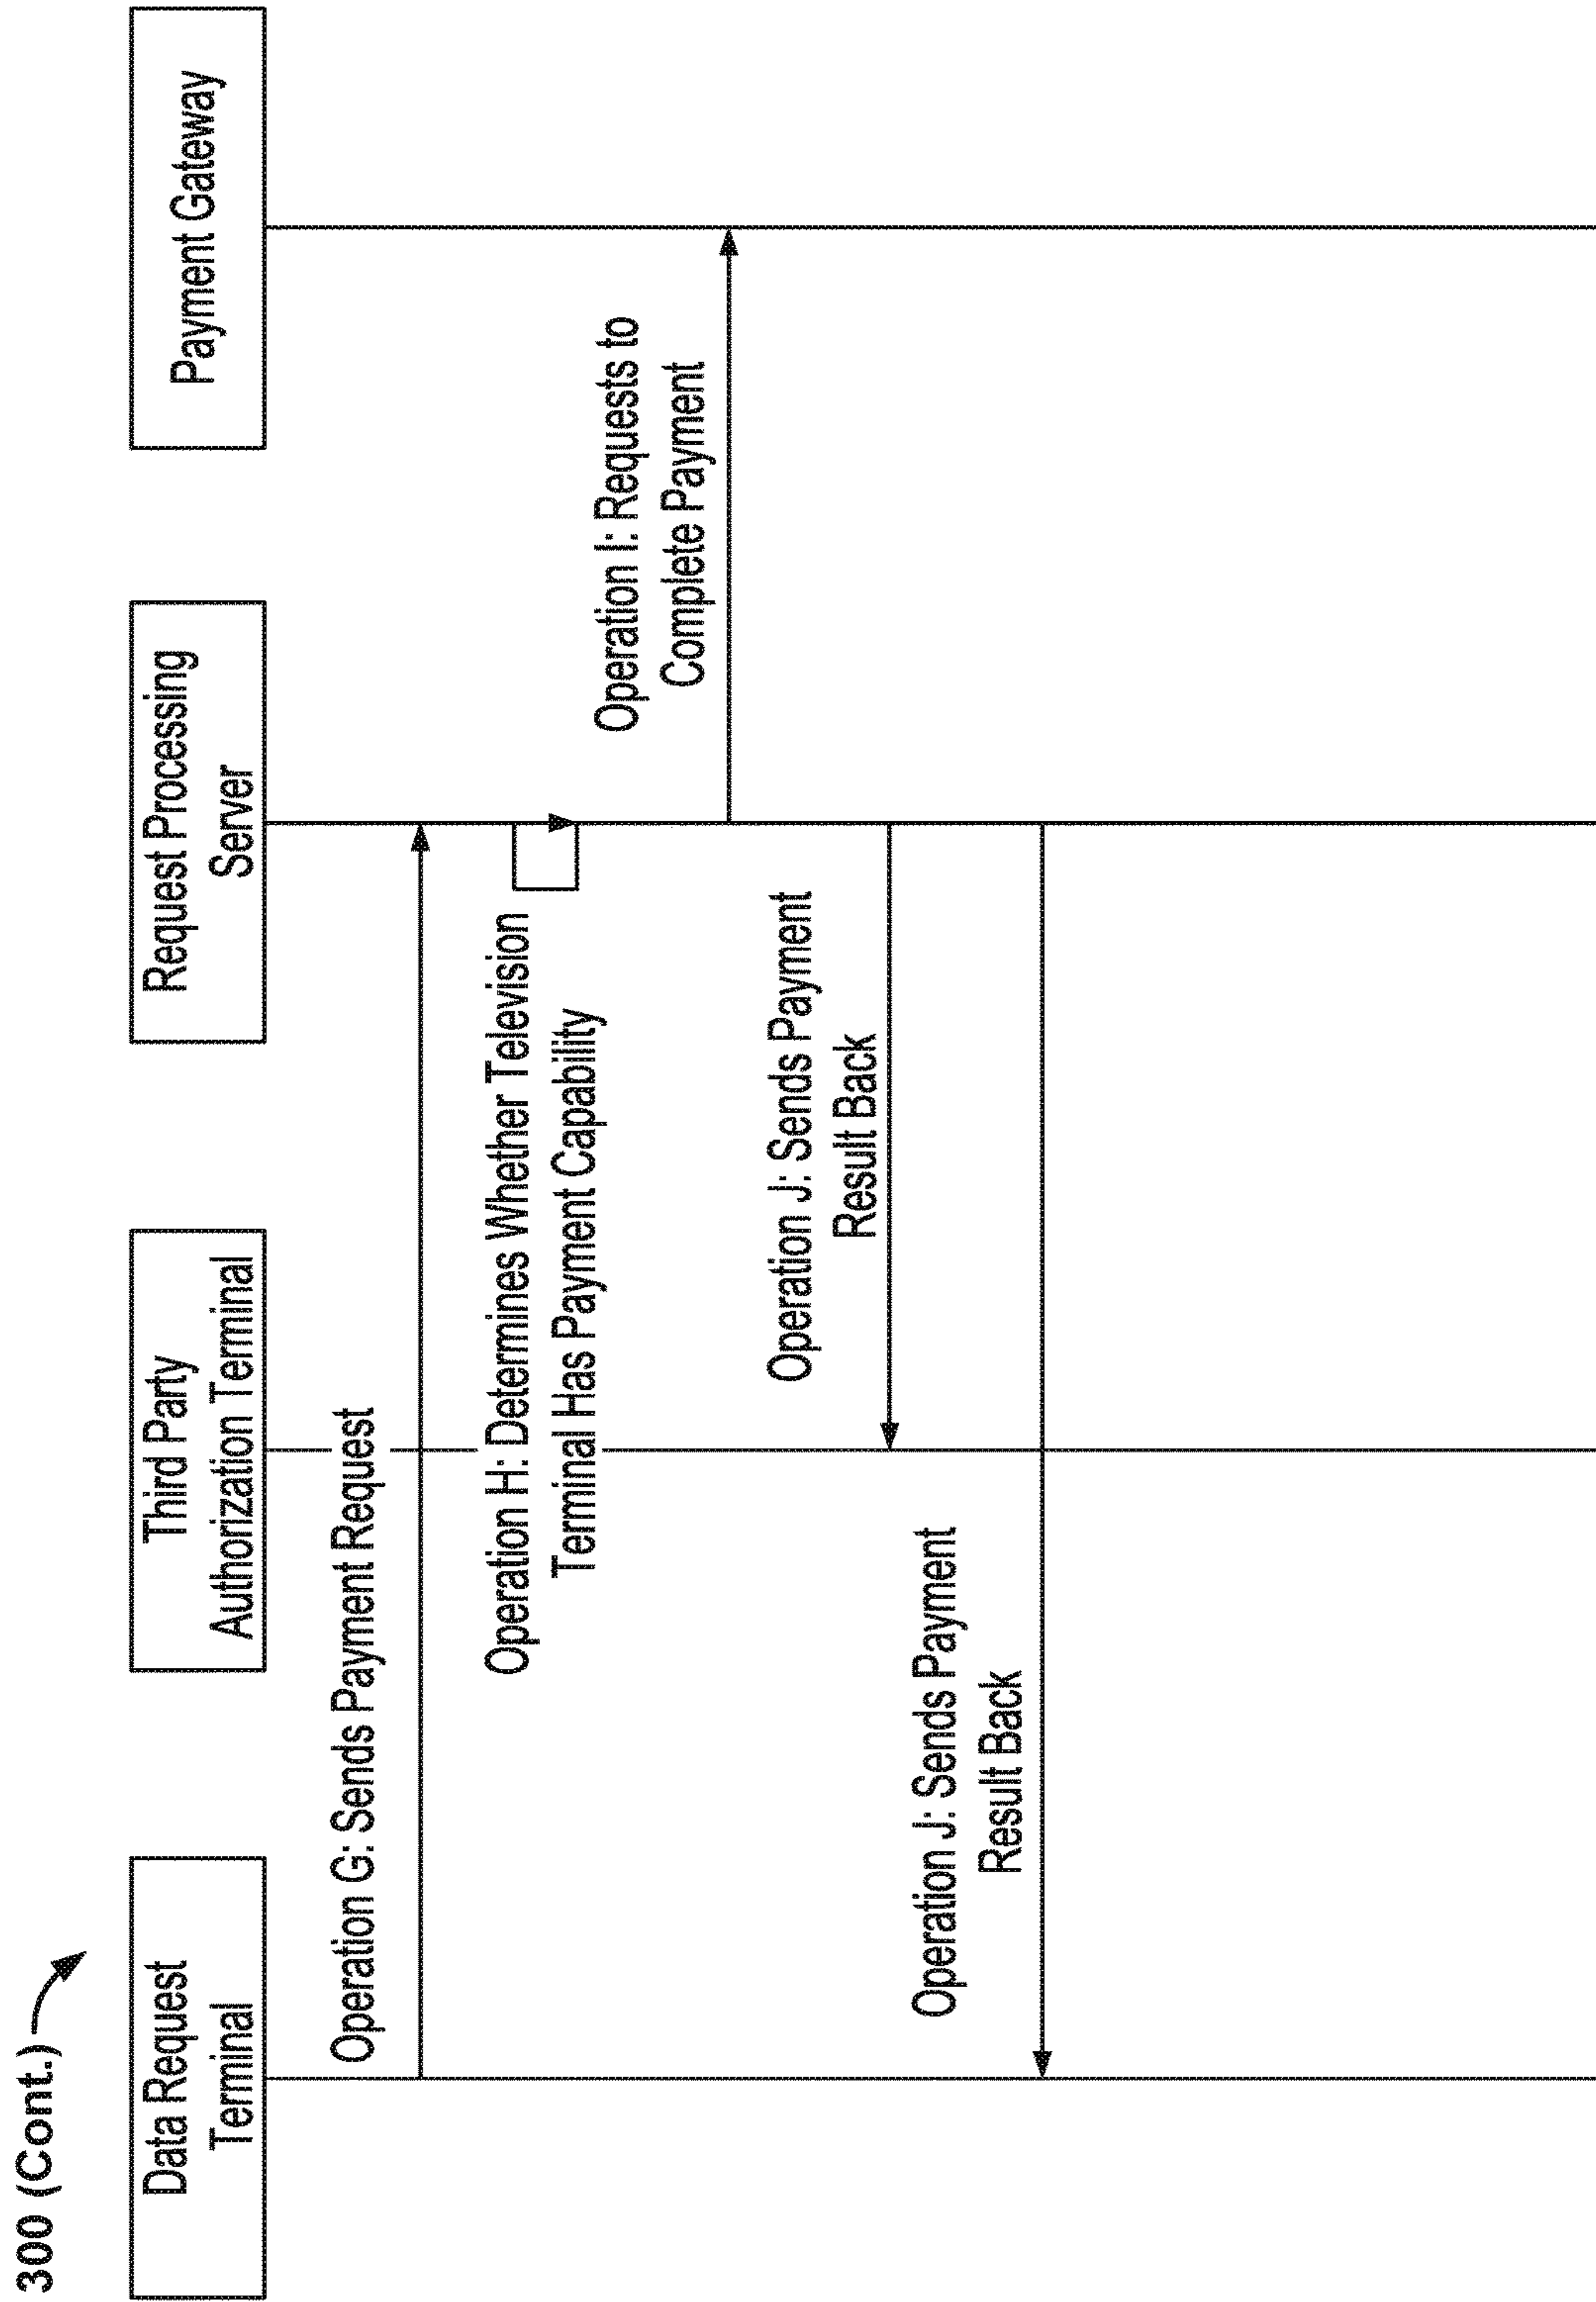 300 (Cont.)
Data Request
Terminal
Third Party
Authorization Terminal
Request Processing
Server
Payment Gateway
Operation G: Sends Payment Request
Operation H: Determines Whether Television
Terminal Has Payment Capability
Operation I: Requests to
Complete Payment
Operation J: Sends Payment
Result Back
Operation J: Sends Payment
Result Back